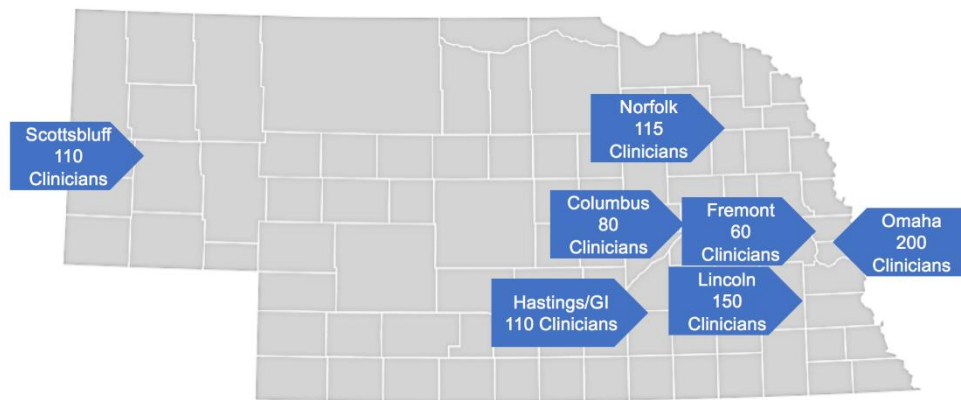 Norfolk
115
Clinicians
Scottsbluff
110
Clinicians
Columbus
80
Clinicians
Fremont
60
Clinicians
Omaha
200
Clinicians
Hastings/GI
110 Clinicians
Lincoln
150
Clinicians